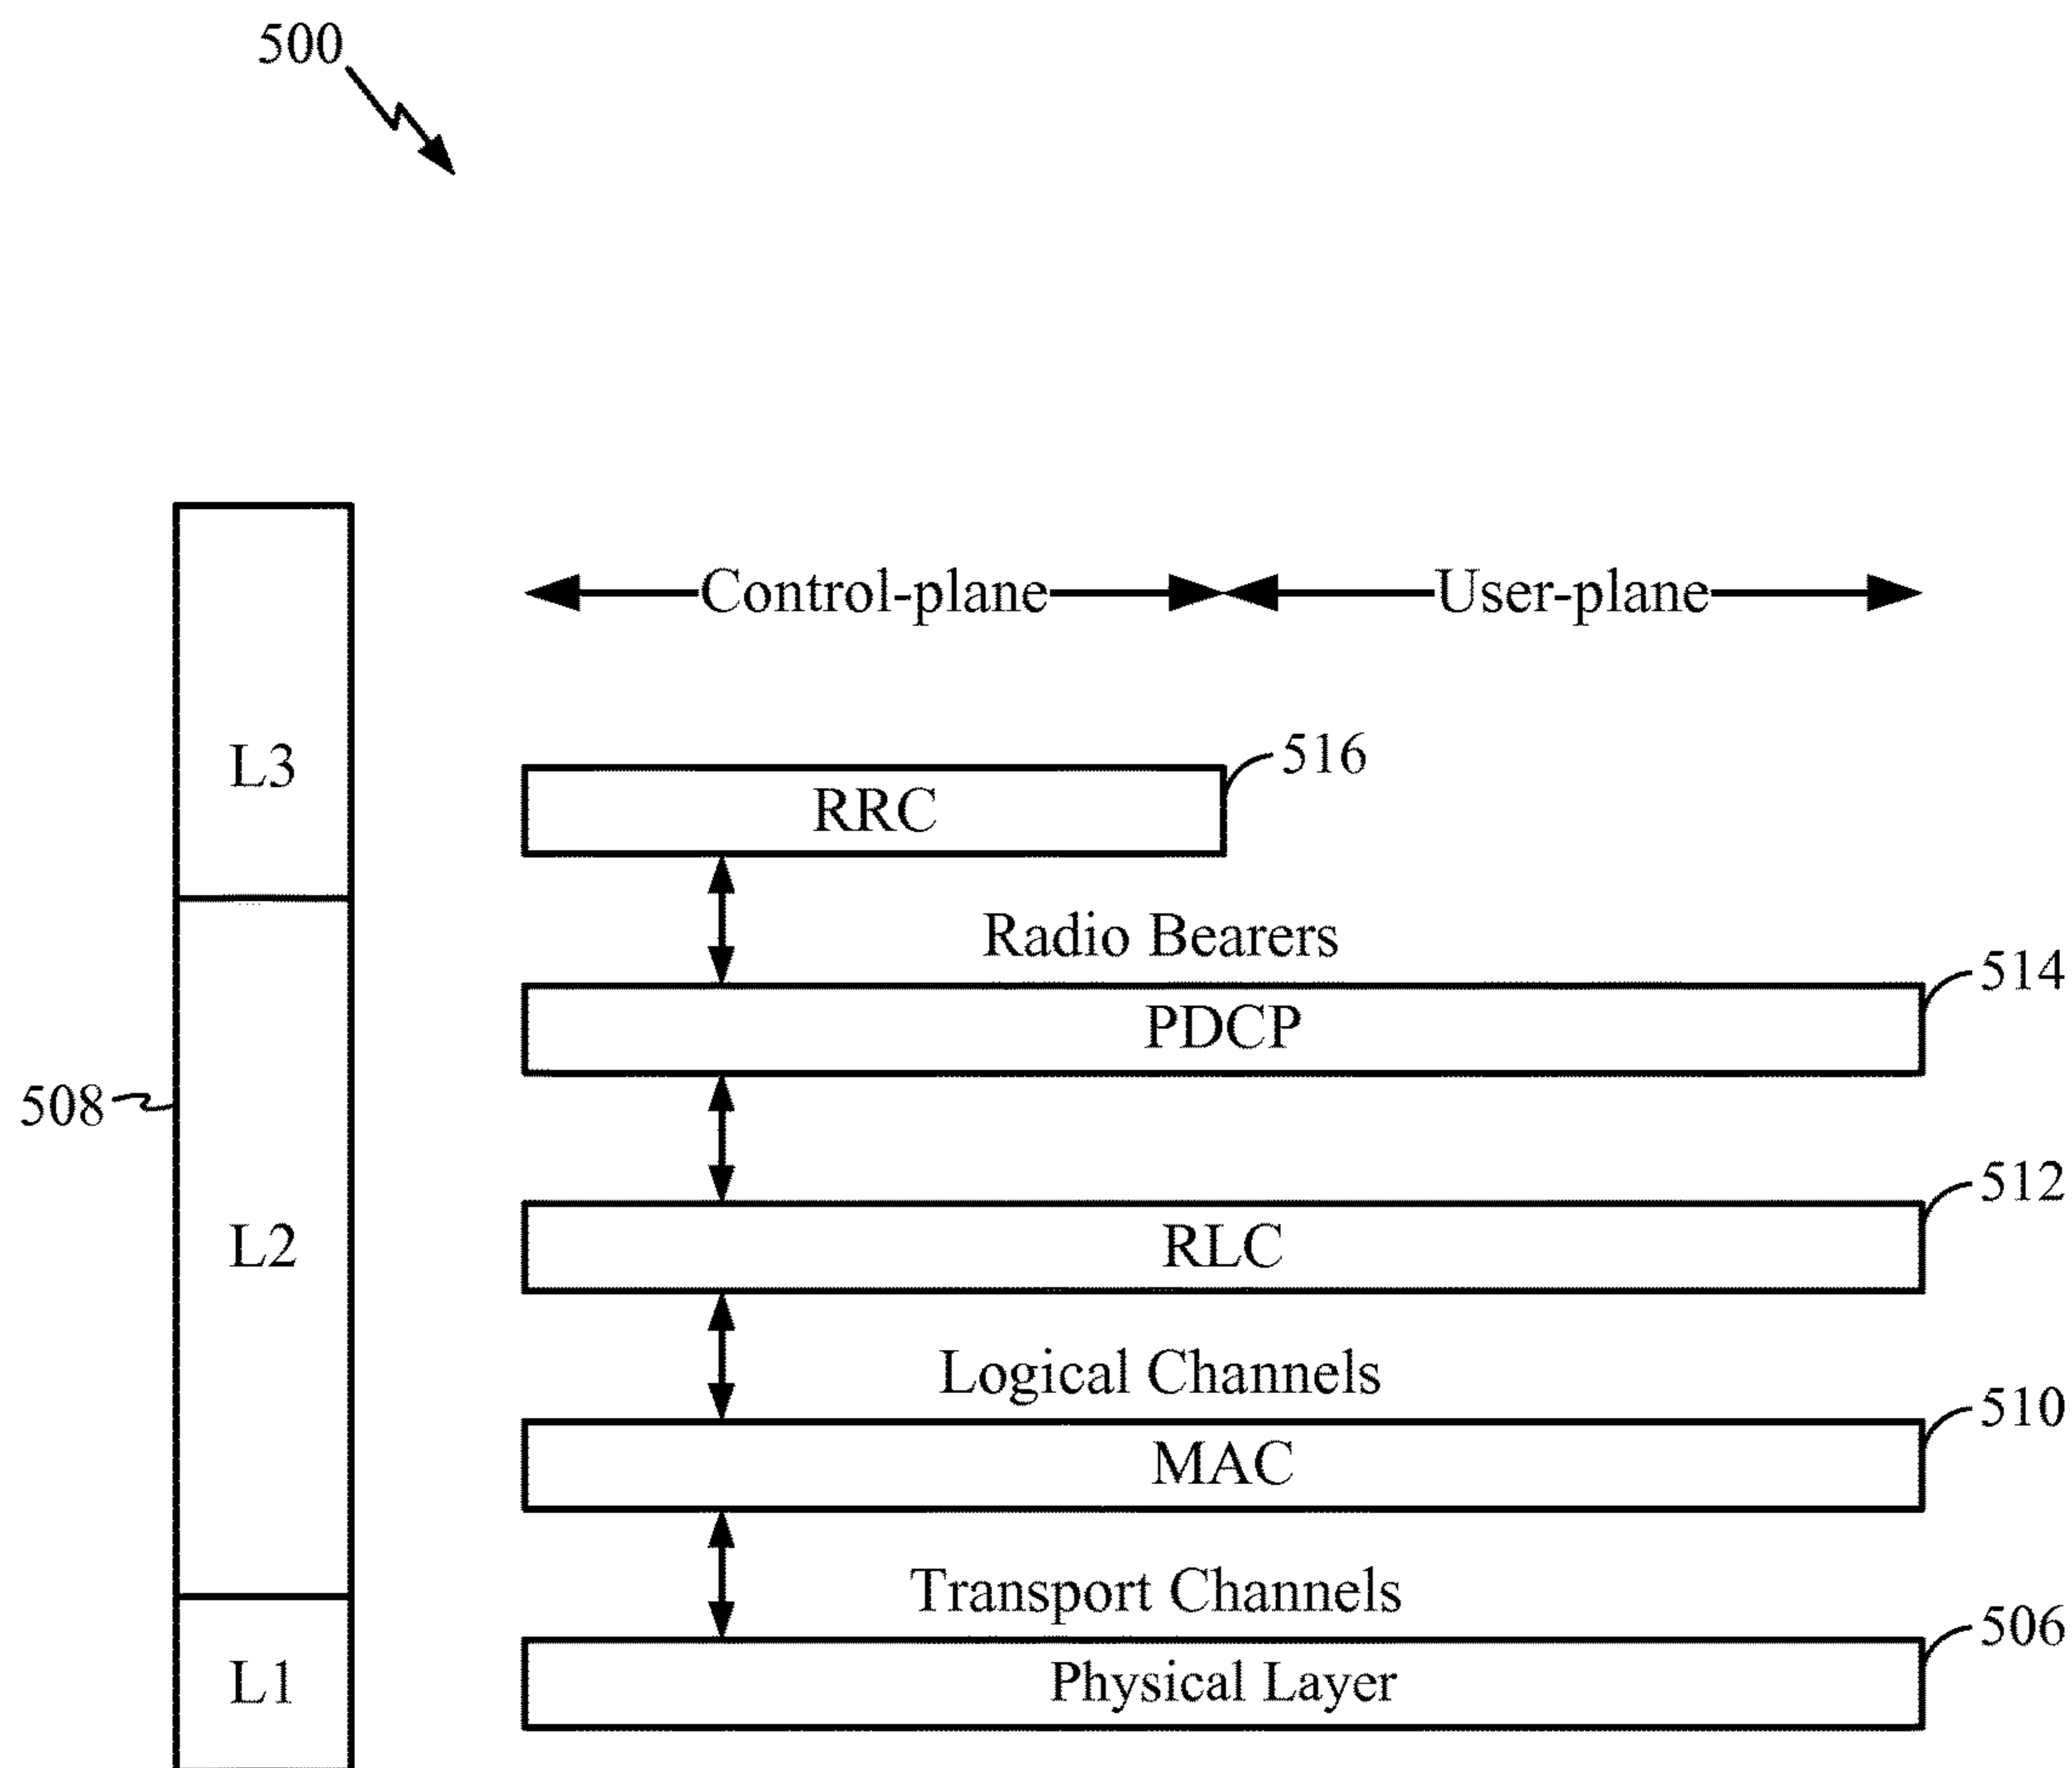 500
Control-plane User-plane
L3
516
RRC
Radio Bearers
514
PDCP
508
512
L2
RLC
Logical Channels
510
MAC
Transport Channels
506
L1
Physical Layer